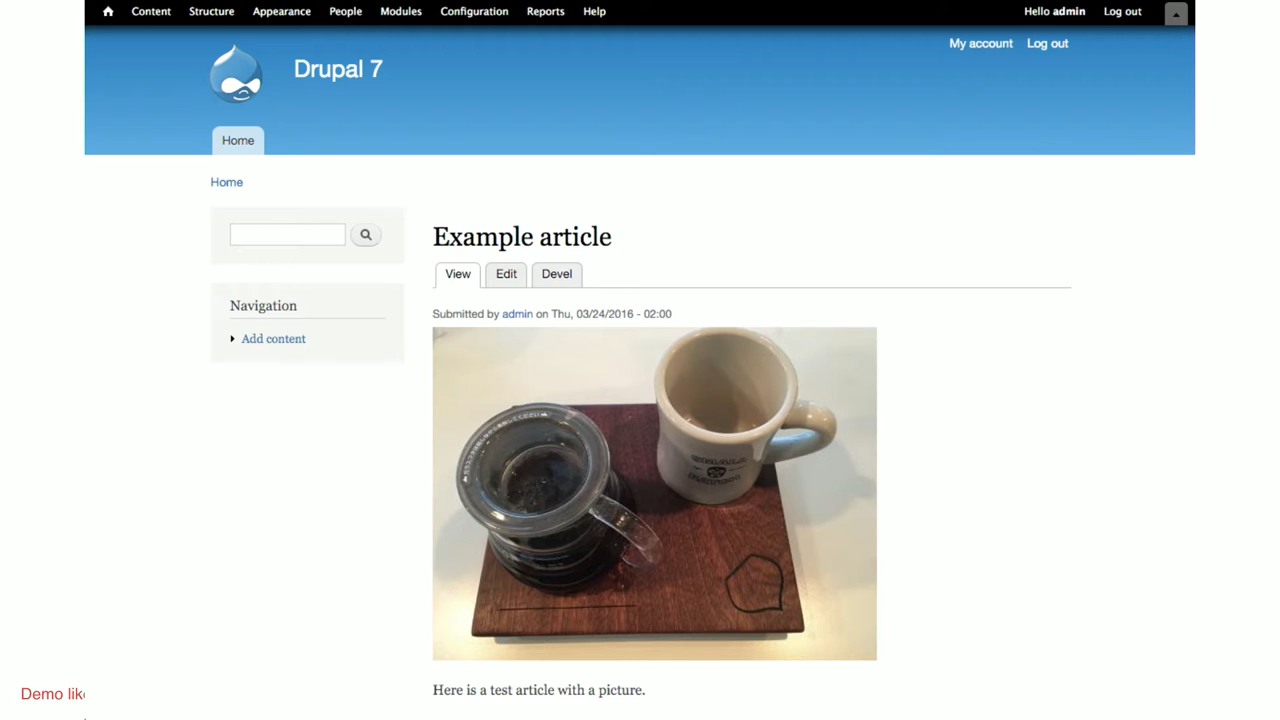 Content Structure Appearance People Modules Configuration Reports Help Hello admin Log out
My account Log out
Drupal 7
Home
Home
Example article
View Edit Devel
Navigation
Add content
Submitted by admin on Thu, 03/24/2016 - 02:00
Here is a test article with a picture.
Demo